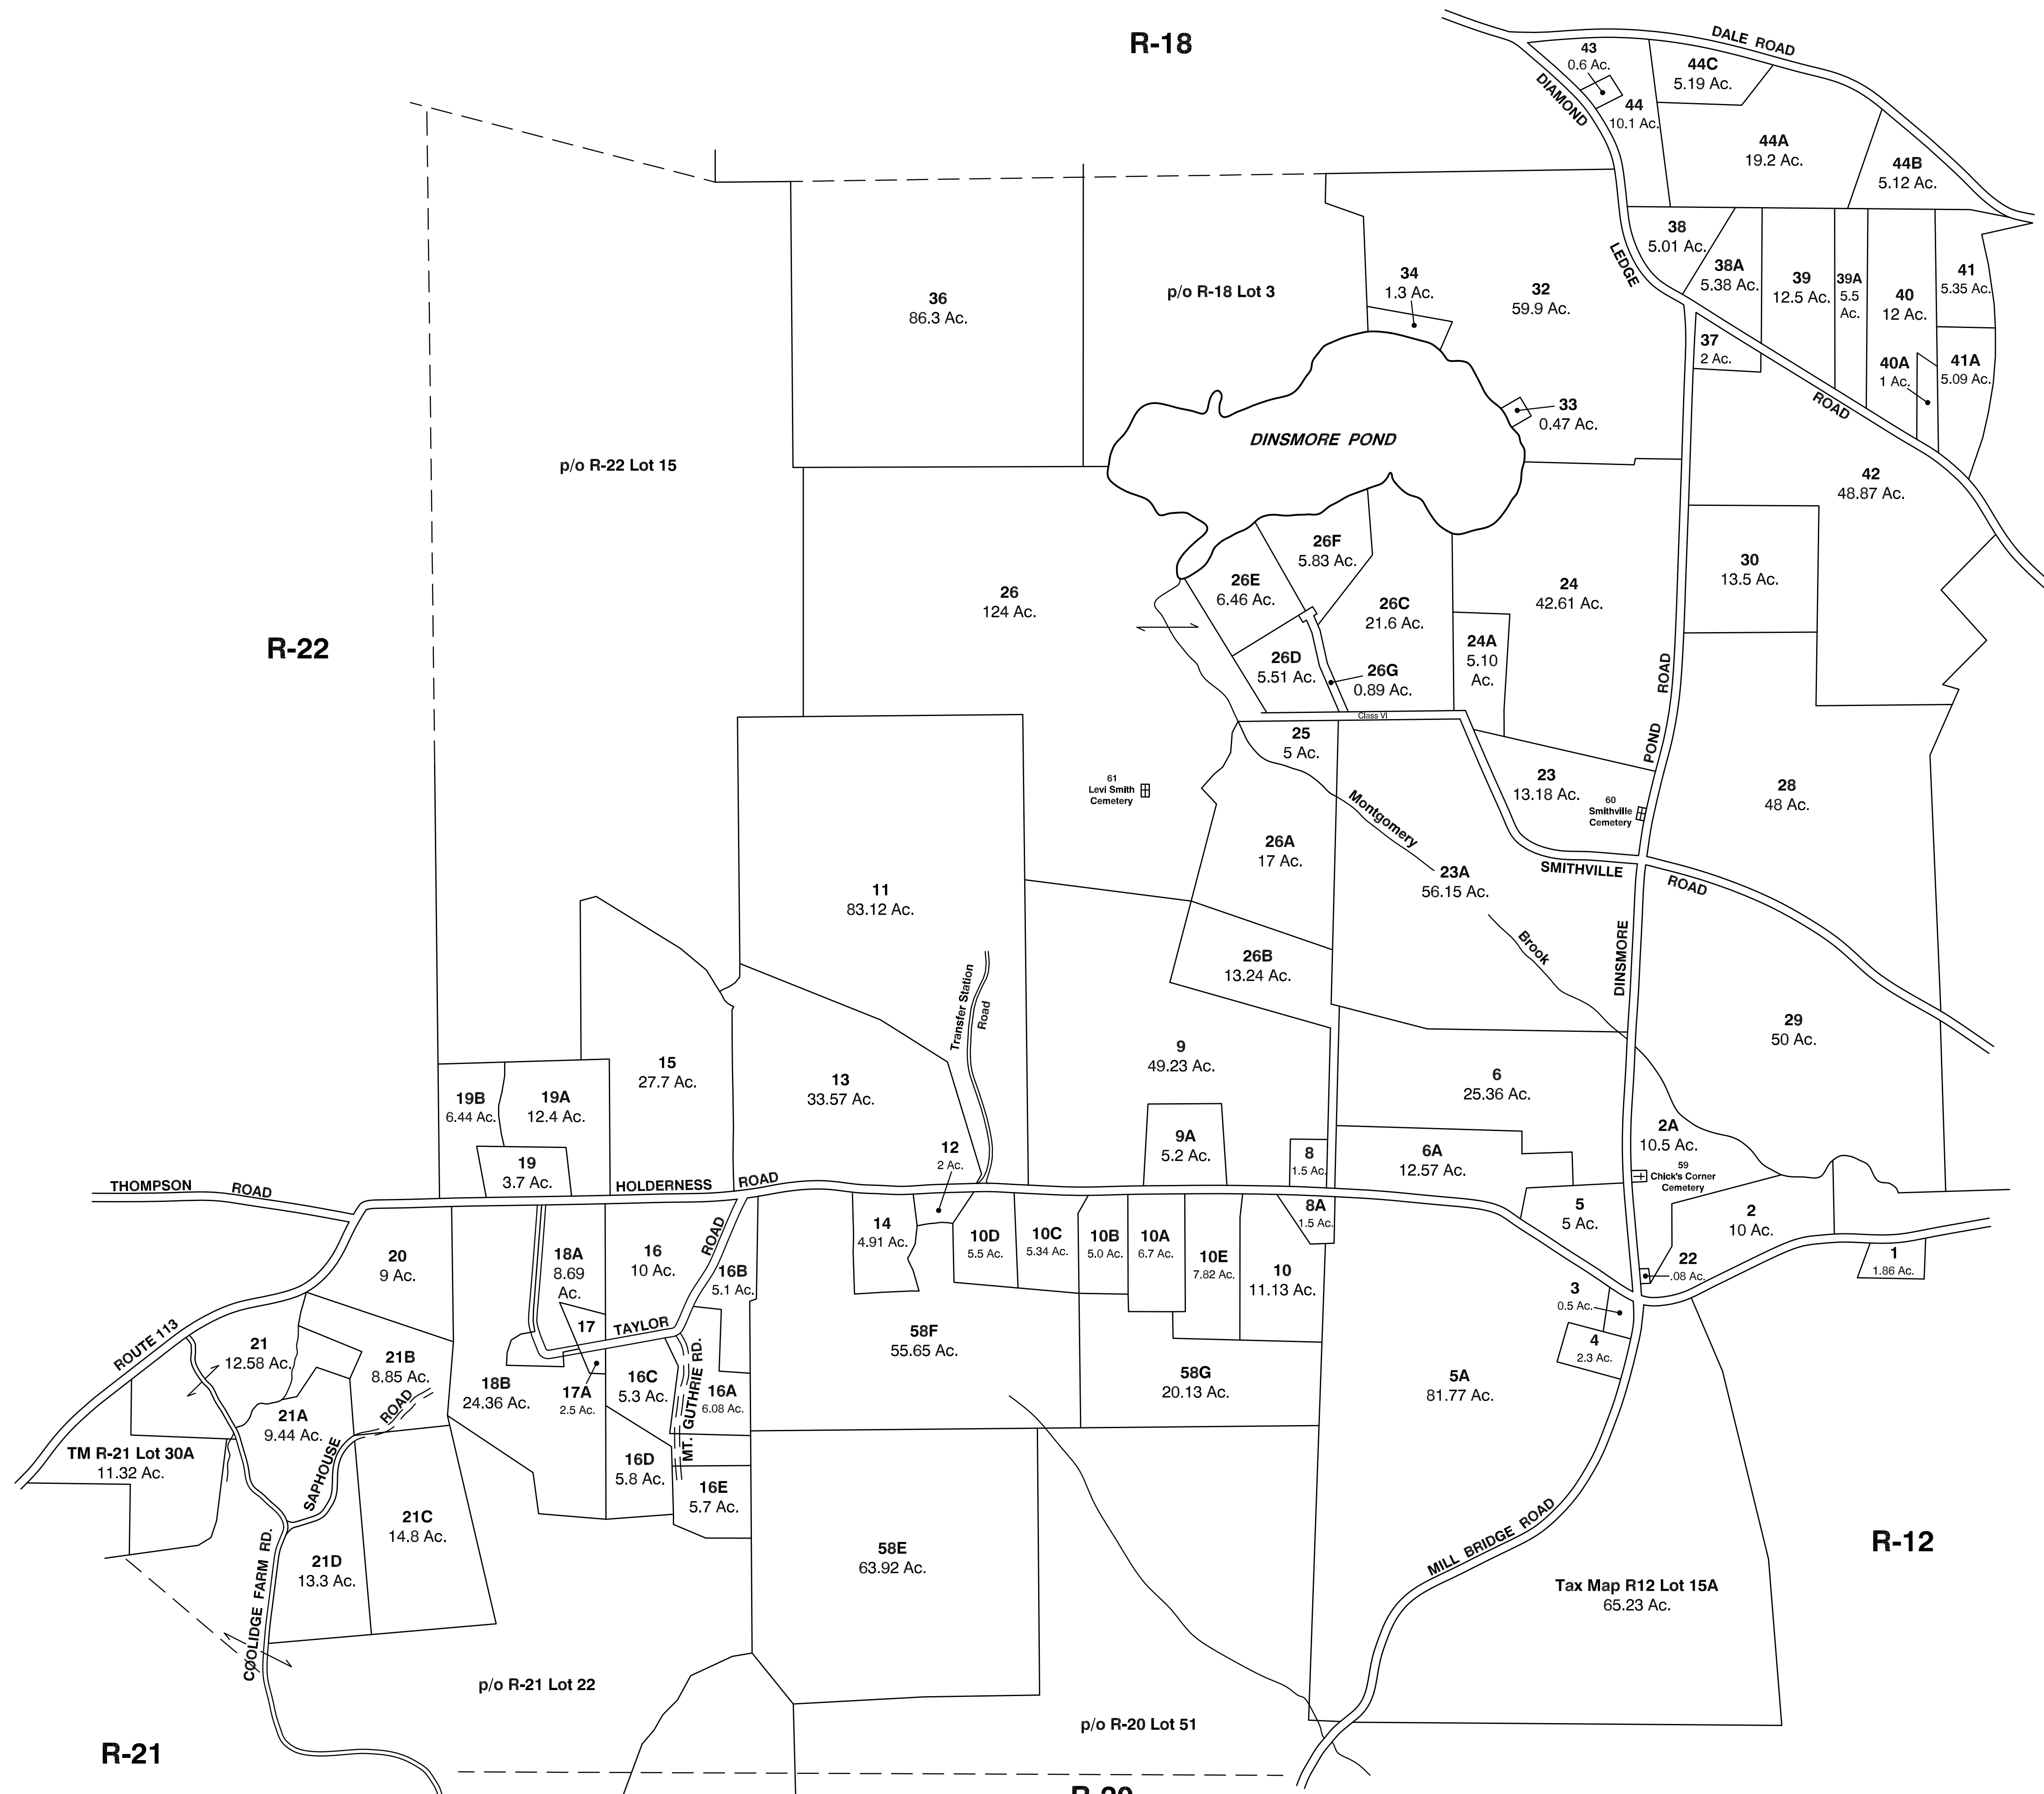 R-18
DALE ROAD
43
0.6 Ac.
44C
5.19 Ac.
DIAMOND
44
10.1 Ac.
44A
19.2 Ac.
44B
5.12 Ac.
38
5.01 Ac.
LEDGE
38A
5.38 Ac.
39
12.5 Ac.
39A
5.5
Ac.
40
12 Ac.
41
5.35 Ac.
36
86.3 Ac.
p/o R-18 Lot 3
34
1.3 Ac.
32
59.9 Ac.
37
2 Ac.
40A
1 Ac.
41A
5.09 Ac.
ROAD
33
0.47 Ac.
DINSMORE POND
p/o R-22 Lot 15
42
48.87 Ac.
26F
5.83 Ac.
30
13.5 Ac.
26E
6.46 Ac.
26
124 Ac.
26C
21.6 Ac.
24
42.61 Ac.
R-22
24A
5.10
Ac.
26D
5.51 Ac.
26G
0.89 Ac.
ROAD
POND
Class VI
25
5 Ac.
61
Levi Smith
Cemetery
23
13.18 Ac.
60
Smithville
Cemetery
28
48 Ac.
Montgomery
26A
17 Ac.
23A
56.15 Ac.
SMITHVILLE
ROAD
11
83.12 Ac.
26B
13.24 Ac.
Brook
DINSMORE
Transfer Station
Road
29
50 Ac.
9
49.23 Ac.
15
27.7 Ac.
13
33.57 Ac.
6
25.36 Ac.
19B
6.44 Ac.
19A
12.4 Ac.
9A
5.2 Ac.
2A
10.5 Ac.
12
2 Ac.
8
1.5 Ac.
6A
12.57 Ac.
19
3.7 Ac.
59
Chick's Corner
Cemetery
THOMPSON ROAD
HOLDERNESS ROAD
8A
1.5 Ac.
5
5 Ac.
2
10 Ac.
14
4.91 Ac.
10D
5.5 Ac.
10C
5.34 Ac.
10B
5.0 Ac.
10A
6.7 Ac.
10E
7.82 Ac.
10
11.13 Ac.
20
9 Ac.
18A
8.69
Ac.
16
10 Ac.
ROAD
16B
5.1 Ac.
22
.08 Ac.
1
1.86 Ac.
3
0.5 Ac.
4
2.3 Ac.
17
TAYLOR
58F
55.65 Ac.
ROUTE 113
21
12.58 Ac.
21B
8.85 Ac.
58G
20.13 Ac.
5A
81.77 Ac.
18B
24.36 Ac.
17A
2.5 Ac.
16C
5.3 Ac.
MT. GUTHRIE RD.
16A
6.08 Ac.
21A
9.44 Ac.
ROAD
SAPHOUSE
TM R-21 Lot 30A
11.32 Ac.
16D
5.8 Ac.
16E
5.7 Ac.
21C
14.8 Ac.
21D
13.3 Ac.
COOLIDGE FARM RD.
58E
63.92 Ac.
MILL BRIDGE ROAD
R-12
Tax Map R12 Lot 15A
65.23 Ac.
p/o R-21 Lot 22
p/o R-20 Lot 51
R-21